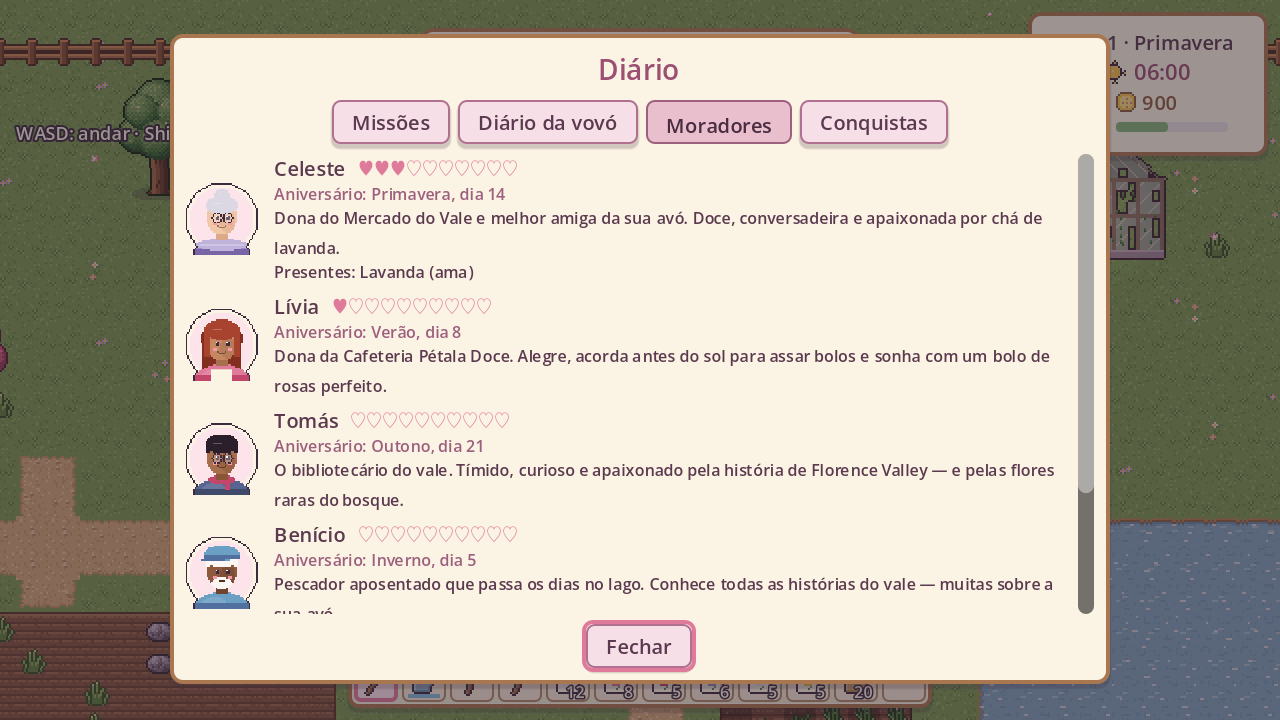 Diário
1 · Primavera
06:00
900
WASD: andar · Shi
Missões
Diário da vovó
Moradores
Conquistas
Celeste
Aniversário: Primavera, dia 14
Dona do Mercado do Vale e melhor amiga da sua avó. Doce, conversadeira e apaixonada por chá de
lavanda.
Presentes: Lavanda (ama)
Lívia
Aniversário: Verão, dia 8
Dona da Cafeteria Pétala Doce. Alegre, acorda antes do sol para assar bolos e sonha com um bolo de
rosas perfeito.
Tomás
Aniversário: Outono, dia 21
O bibliotecário do vale. Tímido, curioso e apaixonado pela história de Florence Valley — e pelas flores
raras do bosque.
Benício
Aniversário: Inverno, dia 5
Pescador aposentado que passa os dias no lago. Conhece todas as histórias do vale — muitas sobre a
sua avó
Fechar
12 8 5 6 5 5 20